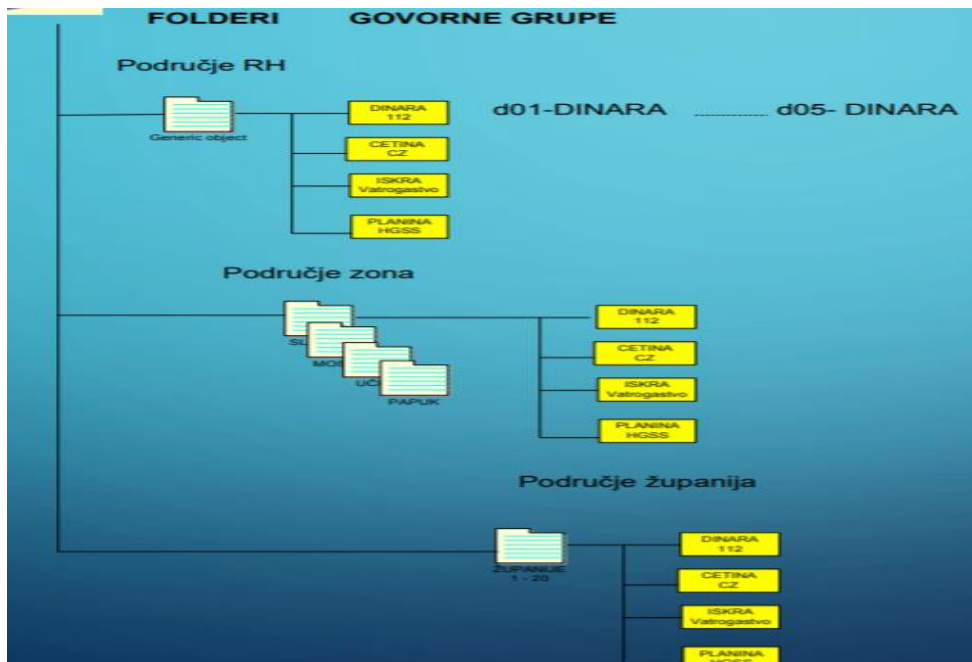 FOLDERI GOVORNE GRUPE
Područje RH
Generic object
DINARA
112
d01-DINARA ............ d05- DINARA
CETINA
CZ
ISKRA
Vatrogastvo
PLANINA
HGSS
Područje zona
PAPUK
DINARA
112
CETINA
CZ
ISKRA
Vatrogastvo
PLANINA
HGSS
Područje županija
ŽUPANIJE
1 - 20
DINARA
112
CETINA
CZ
ISKRA
Vatrogastvo
PLANINA
HGSS